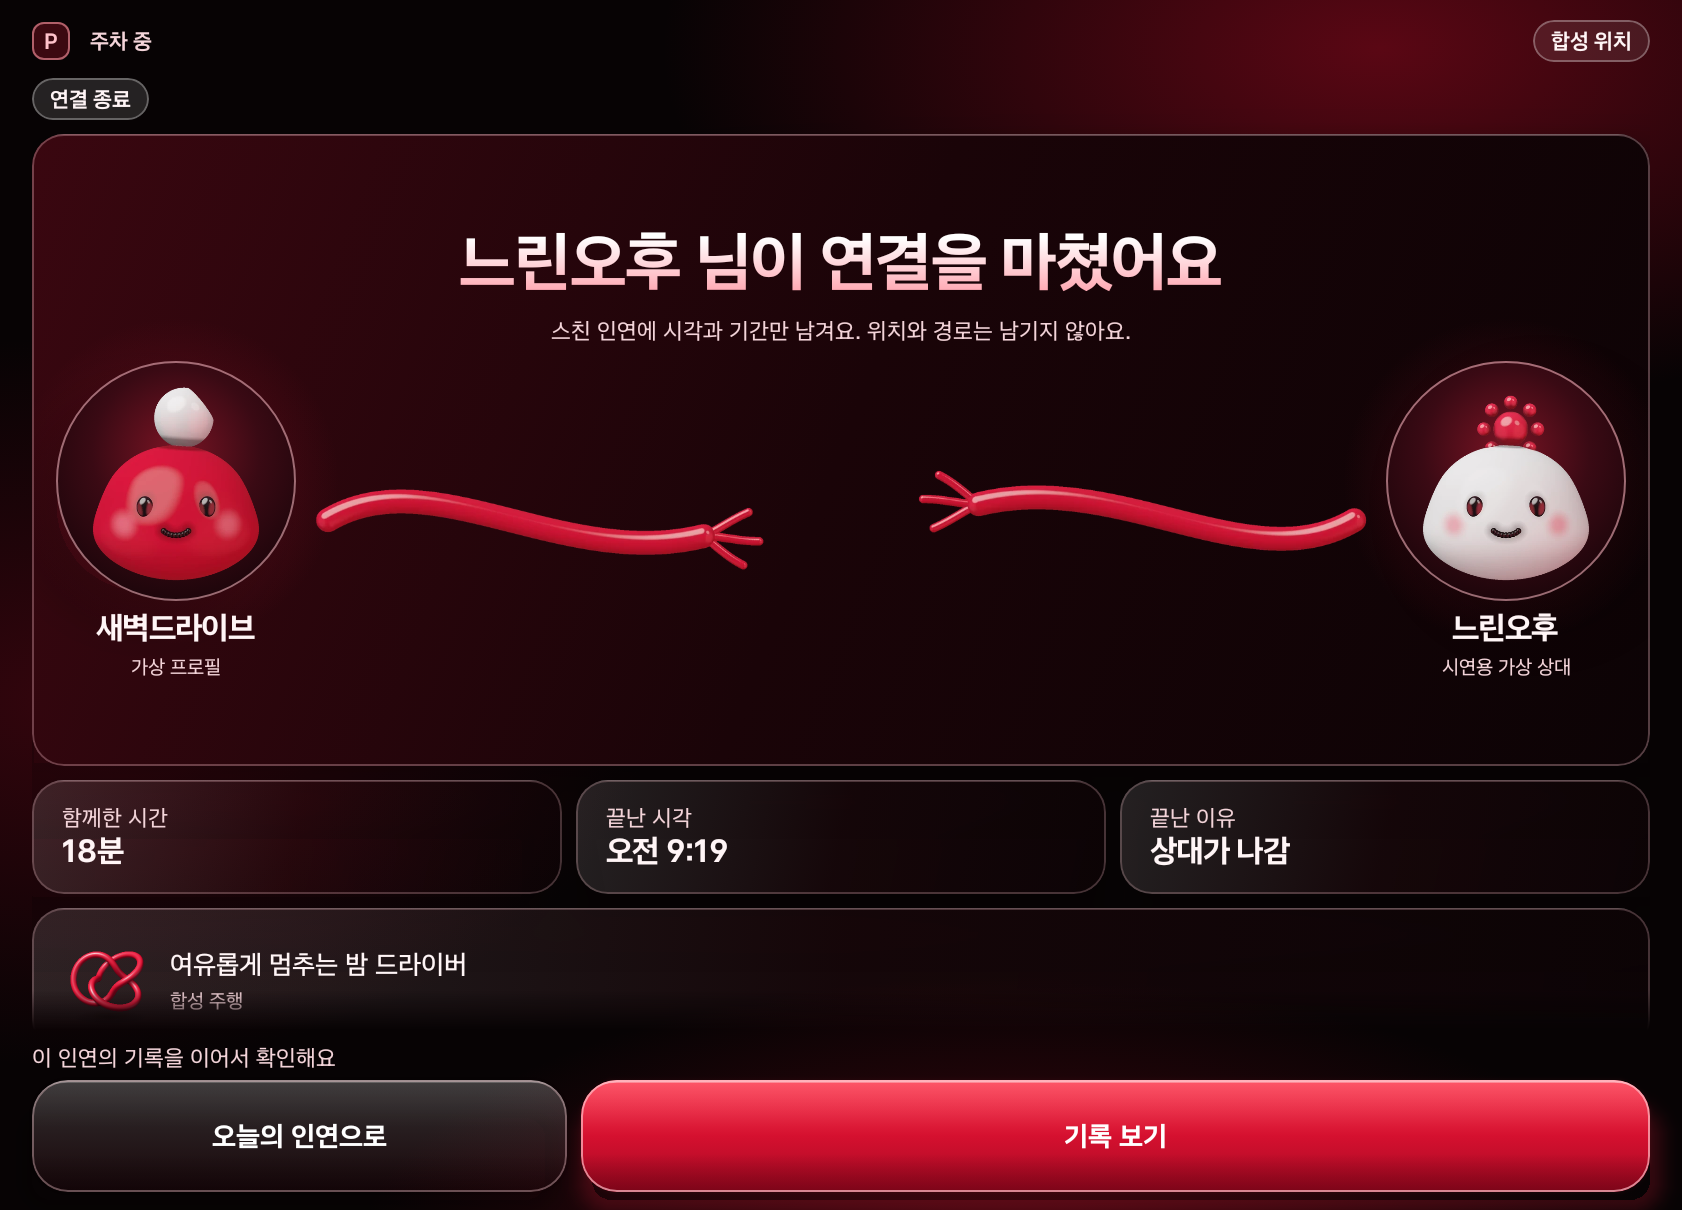 P 주차 중
합성 위치
연결 종료
느린오후 님이 연결을 마쳤어요
스친 인연에 시각과 기간만 남겨요. 위치와 경로는 남기지 않아요.
새벽드라이브
가상 프로필
느린오후
시연용 가상 상대
함께한 시간
18분
끝난 시각
오전 9:19
끝난 이유
상대가 나감
여유롭게 멈추는 밤 드라이버
합성 주행
이 인연의 기록을 이어서 확인해요
오늘의 인연으로
기록 보기